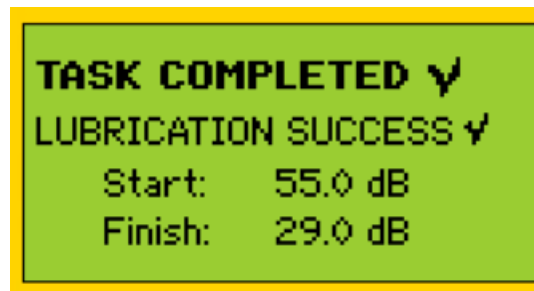 TASK COMPLETED ✓
LUBRICATION SUCCESS ✓
Start: 55.0 dB
Finish: 29.0 dB